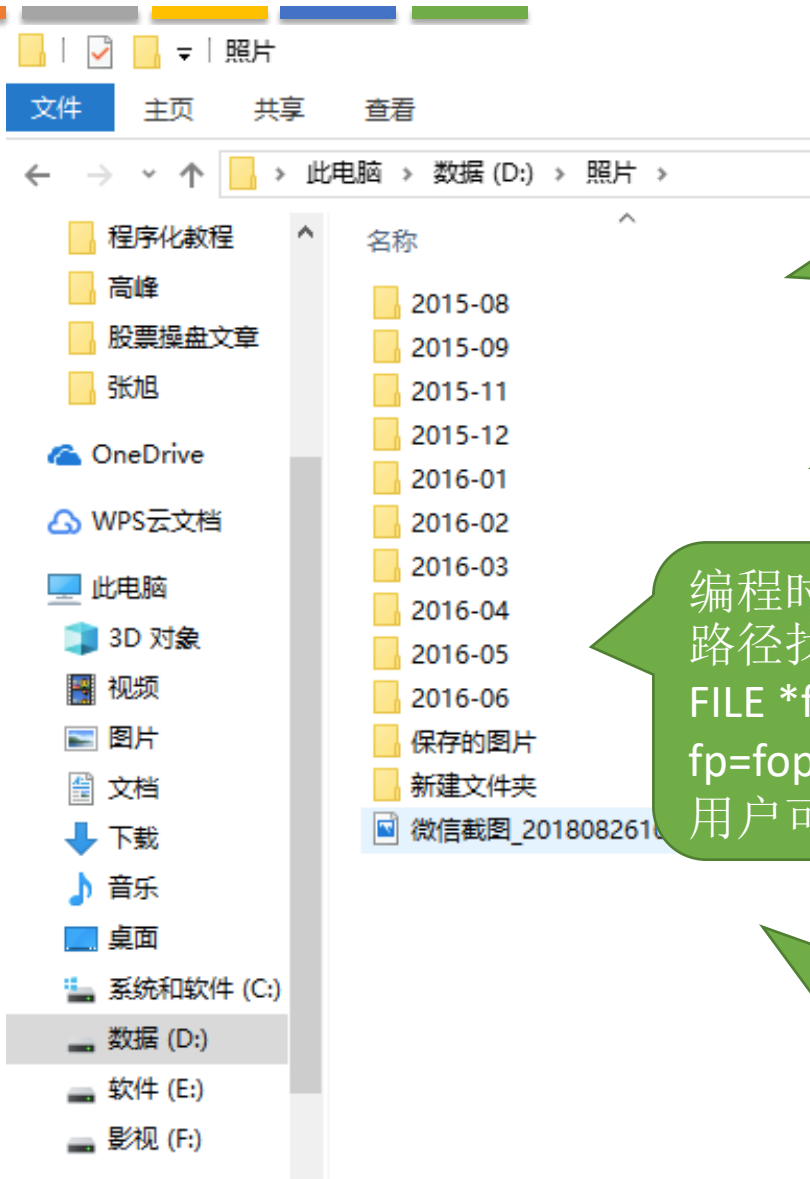 照片
文件 主页 共享 查看
此电脑 › 数据 (D:) › 照片 ›
程序化教程
高峰
股票操盘文章
张旭
OneDrive
WPS云文档
此电脑
3D 对象
视频
图片
文档
下载
音乐
桌面
系统和软件 (C:)
数据 (D:)
软件 (E:)
影视 (F:)
名称
2015-08
2015-09
2015-11
2015-12
2016-01
2016-02
2016-03
2016-04
2016-05
2016-06
保存的图片
新建文件夹
微信截图_201808261
编程时
路径找
FILE *f
fp=fop
用户可